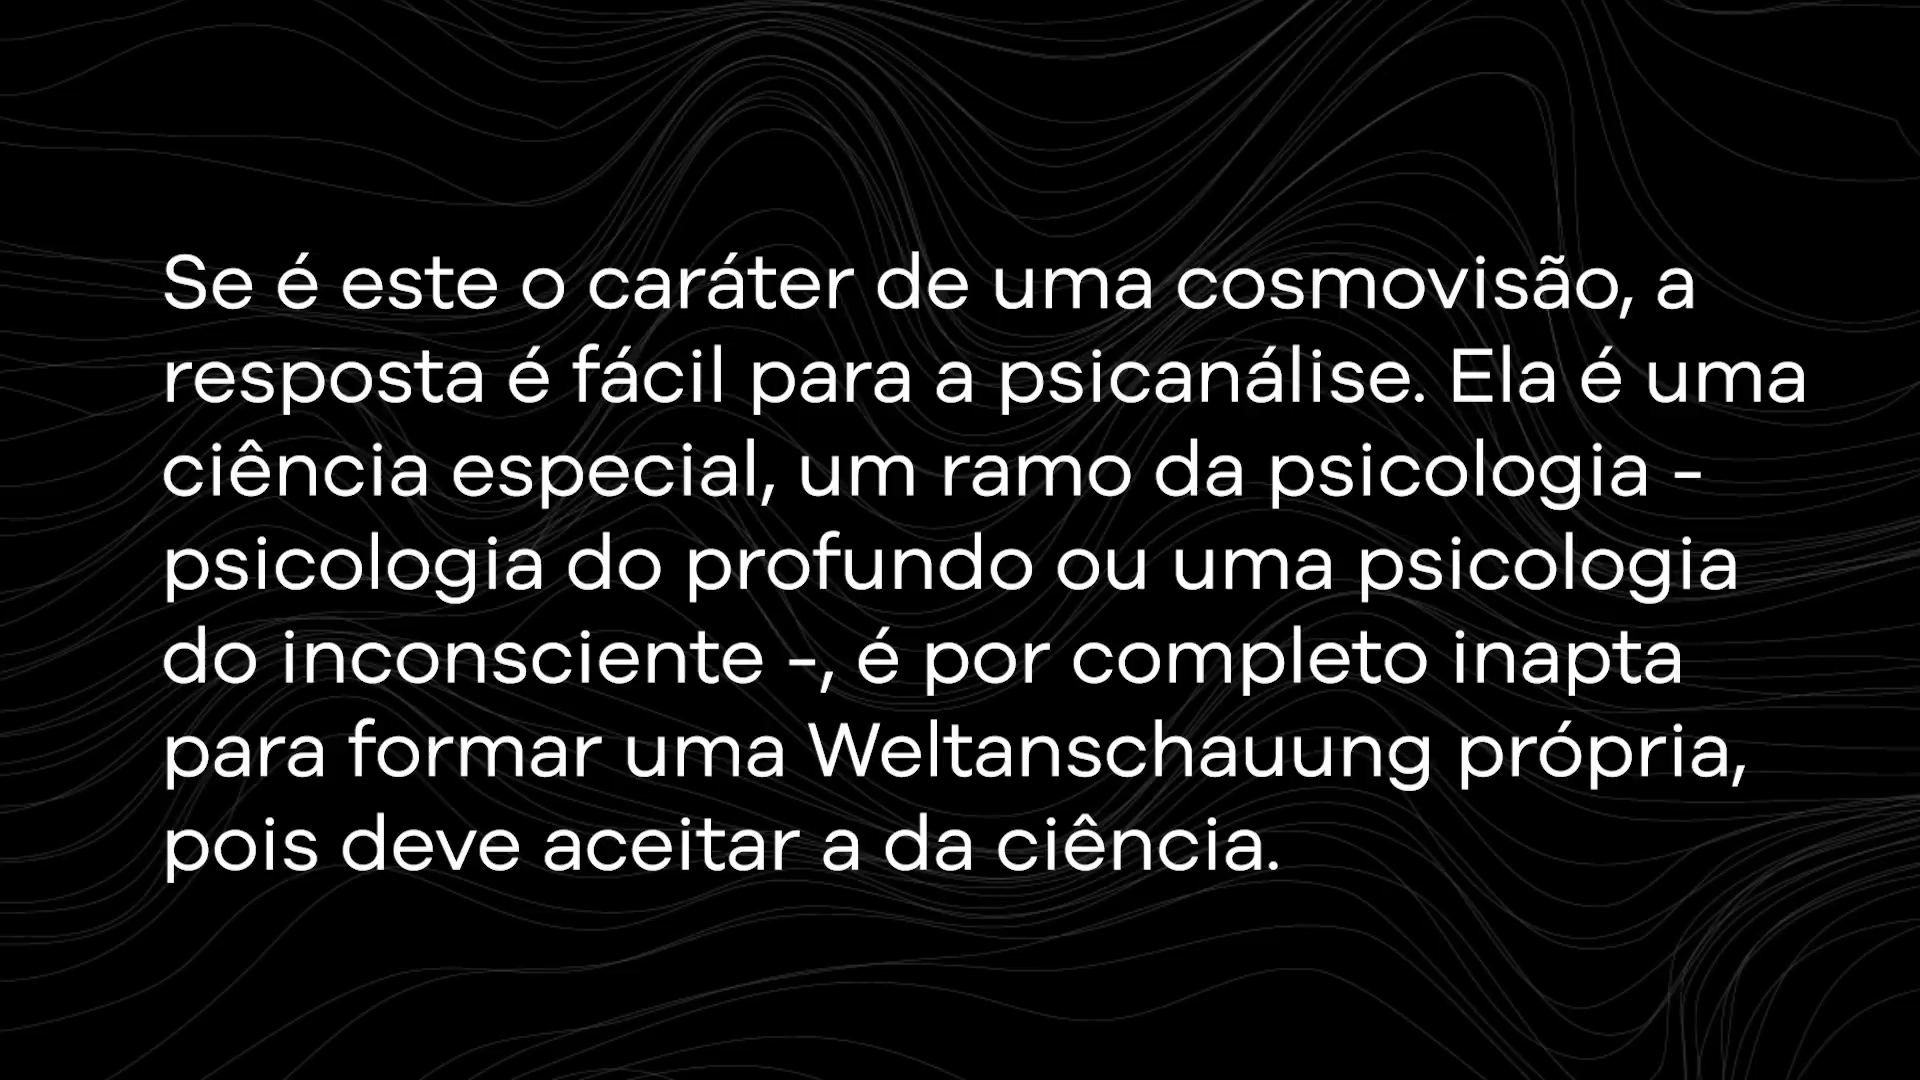 Se é este o caráter de uma cosmovisão, a
resposta é fácil para a psicanálise. Ela é uma
ciência especial, um ramo da psicologia -
psicologia do profundo ou uma psicologia
do inconsciente -, é por completo inapta
para formar uma Weltanschauung própria,
pois deve aceitar a da ciência.